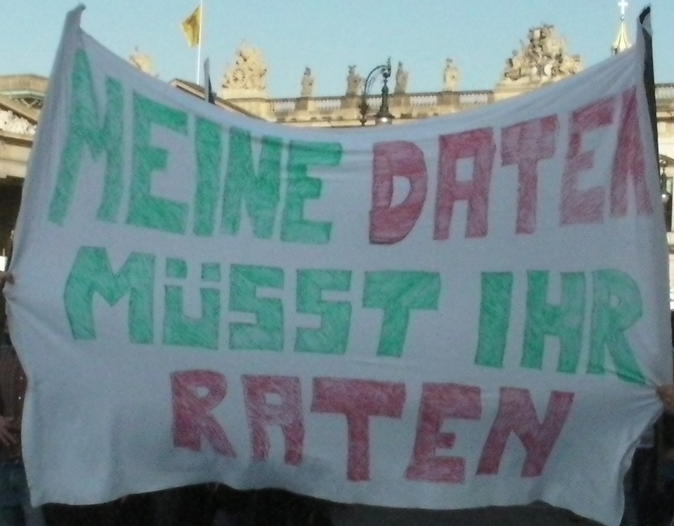 MEINE DATEN
MÜSST IHR
RATEN